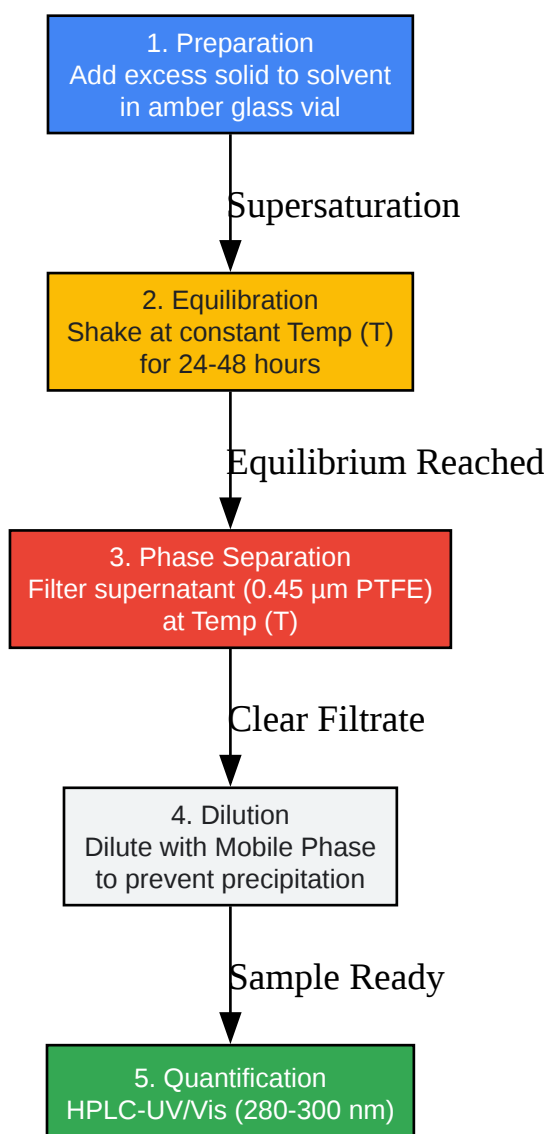 1. Preparation
Add excess solid to solvent
in amber glass vial
Supersaturation
2. Equilibration
Shake at constant Temp (T)
for 24-48 hours
Equilibrium Reached
3. Phase Separation
Filter supernatant (0.45 µm PTFE)
at Temp (T)
Clear Filtrate
4. Dilution
Dilute with Mobile Phase
to prevent precipitation
Sample Ready
5. Quantification
HPLC-UV/Vis (280-300 nm)